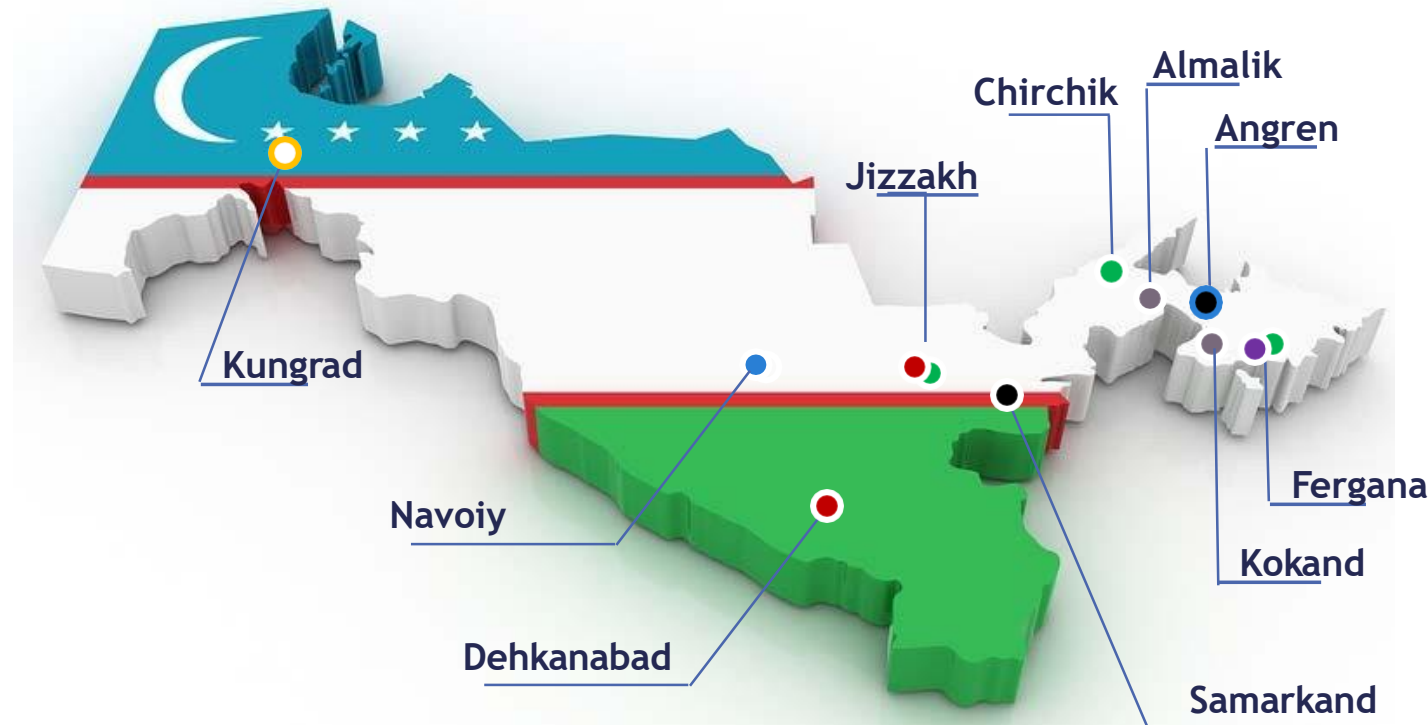 Almalik
Chirchik
Angren
Jizzakh
Kungrad
Fergana
Navoiy
Kokand
Dehkanabad
Samarkand